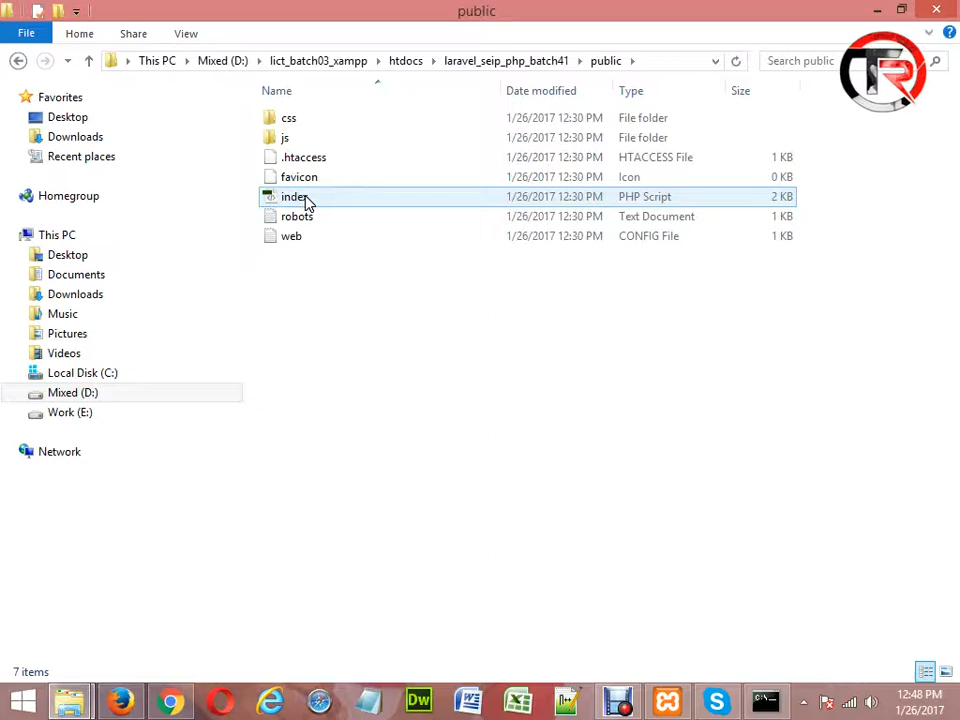 public
File Home Share View
This PC Mixed (D:) lict_batch03_xampp htdocs laravel_seip_php_batch41 public Search public
TR
Name Date modified Type Size
css 1/26/2017 12:30 PM File folder
js 1/26/2017 12:30 PM File folder
.htaccess 1/26/2017 12:30 PM HTACCESS File 1 KB
favicon 1/26/2017 12:30 PM Icon 0 KB
index 1/26/2017 12:30 PM PHP Script 2 KB
robots 1/26/2017 12:30 PM Text Document 1 KB
web 1/26/2017 12:30 PM CONFIG File 1 KB
Favorites
Desktop
Downloads
Recent places
Homegroup
This PC
Desktop
Documents
Downloads
Music
Pictures
Videos
Local Disk (C:)
Mixed (D:)
Work (E:)
Network
7 items
Dw
12:48 PM
1/26/2017